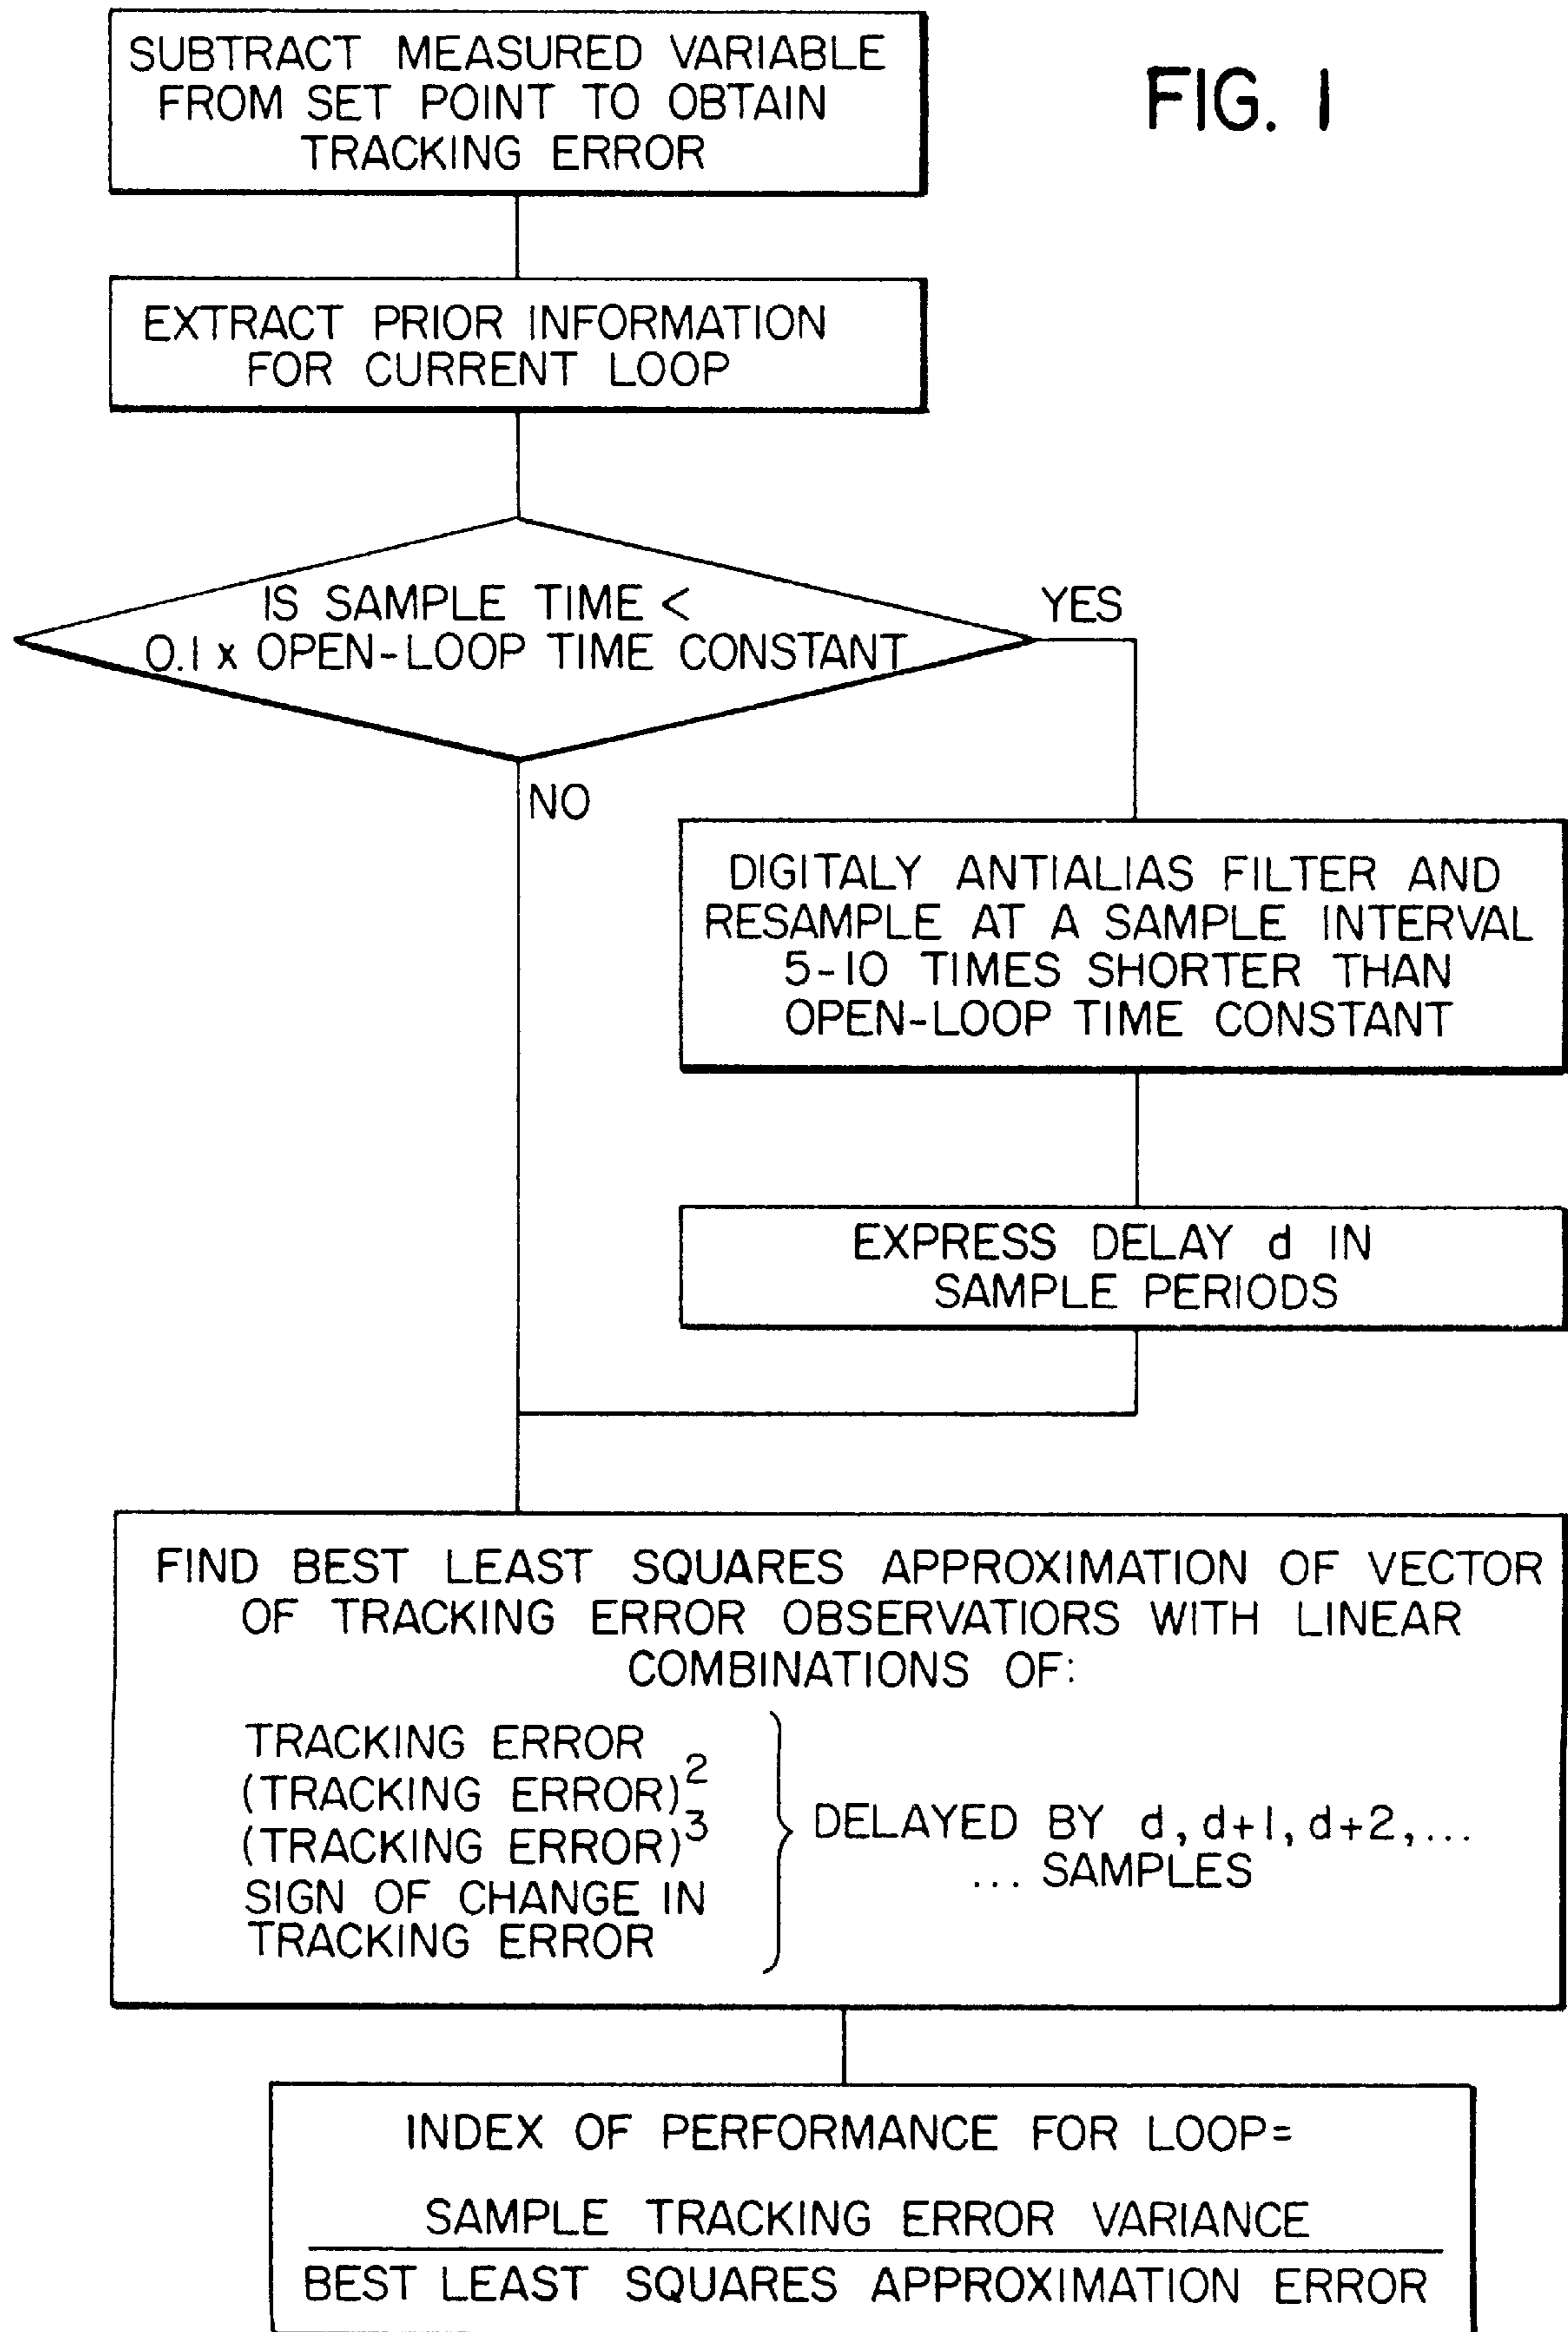 SUBTRACT MEASURED VARIABLE
FROM SET POINT TO OBTAIN
TRACKING ERROR
FIG. 1
EXTRACT PRIOR INFORMATION
FOR CURRENT LOOP
IS SAMPLE TIME <
0.1 x OPEN-LOOP TIME CONSTANT
YES
NO
DIGITALY ANTIALIAS FILTER AND
RESAMPLE AT A SAMPLE INTERVAL
5-10 TIMES SHORTER THAN
OPEN-LOOP TIME CONSTANT
EXPRESS DELAY d IN
SAMPLE PERIODS
FIND BEST LEAST SQUARES APPROXIMATION OF VECTOR
OF TRACKING ERROR OBSERVATIORS WITH LINEAR
COMBINATIONS OF:
TRACKING ERROR
(TRACKING ERROR)²
(TRACKING ERROR)³
SIGN OF CHANGE IN
TRACKING ERROR
DELAYED BY d, d+1, d+2, ...
... SAMPLES
INDEX OF PERFORMANCE FOR LOOP=
SAMPLE TRACKING ERROR VARIANCE
BEST LEAST SQUARES APPROXIMATION ERROR